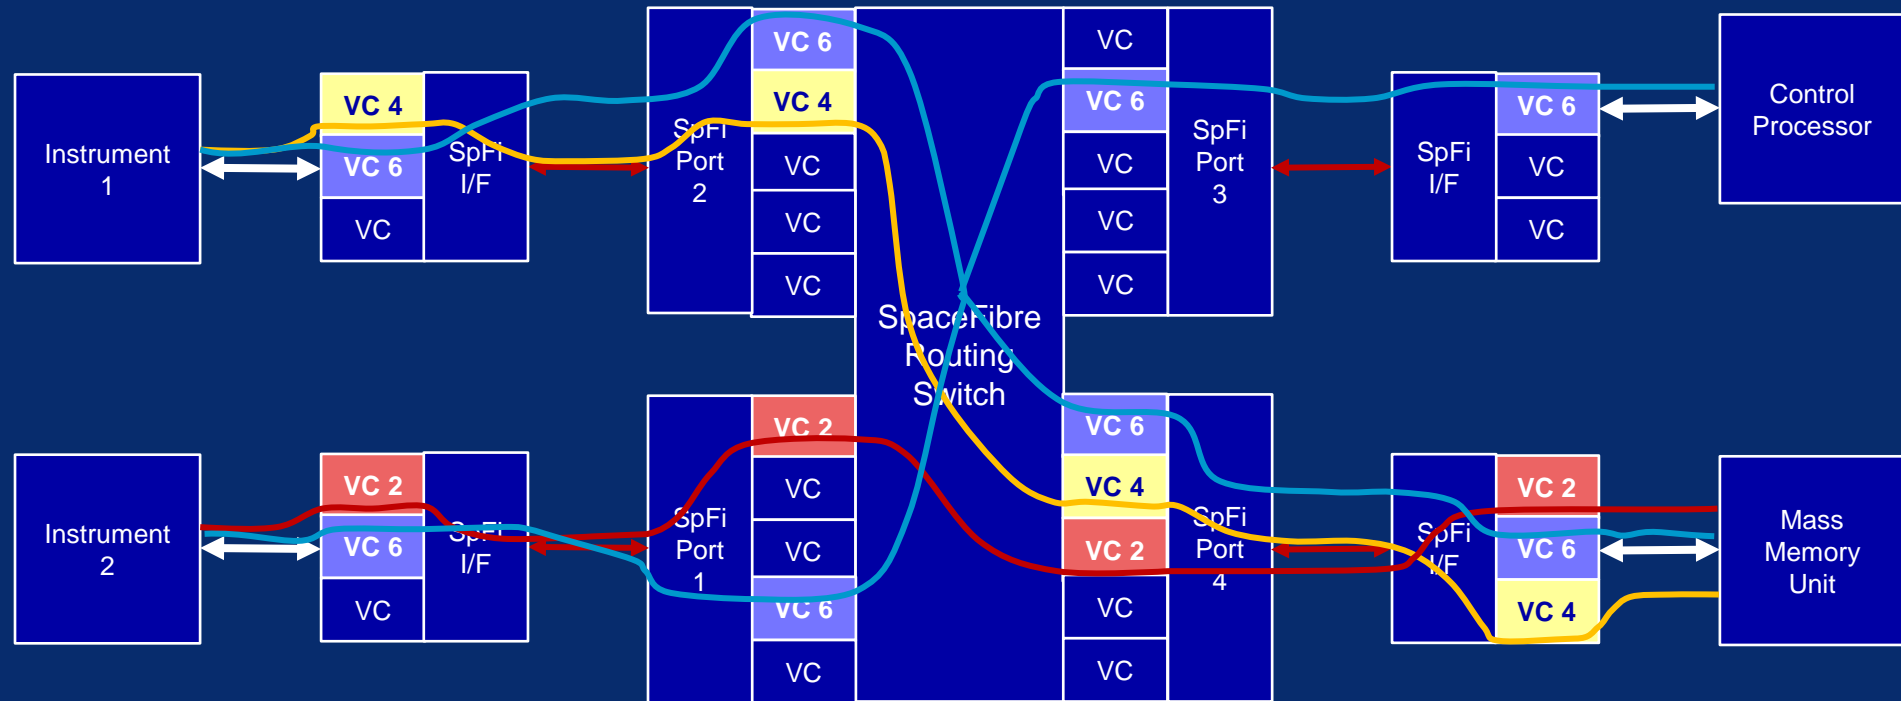 Instrument
1
VC 4
VC 6
VC
SpFi
I/F
SpFi
Port
2
VC 6
VC 4
VC
VC
VC
SpaceFibre
Routing
Switch
VC
VC 6
VC
VC
VC
SpFi
Port
3
SpFi
I/F
VC 6
VC
VC
Control
Processor
Instrument
2
VC 2
VC 6
VC
SpFi
I/F
SpFi
Port
1
VC 2
VC
VC
VC 6
VC
VC 6
VC 4
VC 2
VC
VC
SpFi
Port
4
SpFi
I/F
VC 2
VC 6
VC 4
Mass
Memory
Unit